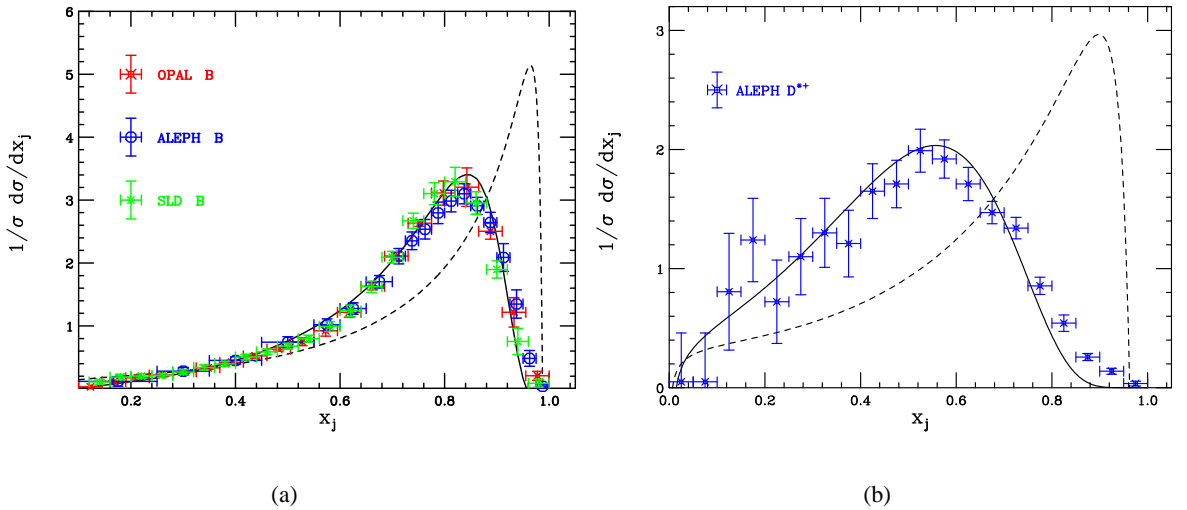 1/σ dσ/dx_j
6
5
4
3
2
1
0
OPAL B
ALEPH B
SLD B
0.2 0.4 0.6 0.8 1.0
x_j
(a)
1/σ dσ/dx_j
3
2
1
0
ALEPH D*+
0.0 0.2 0.4 0.6 0.8 1.0
x_j
(b)